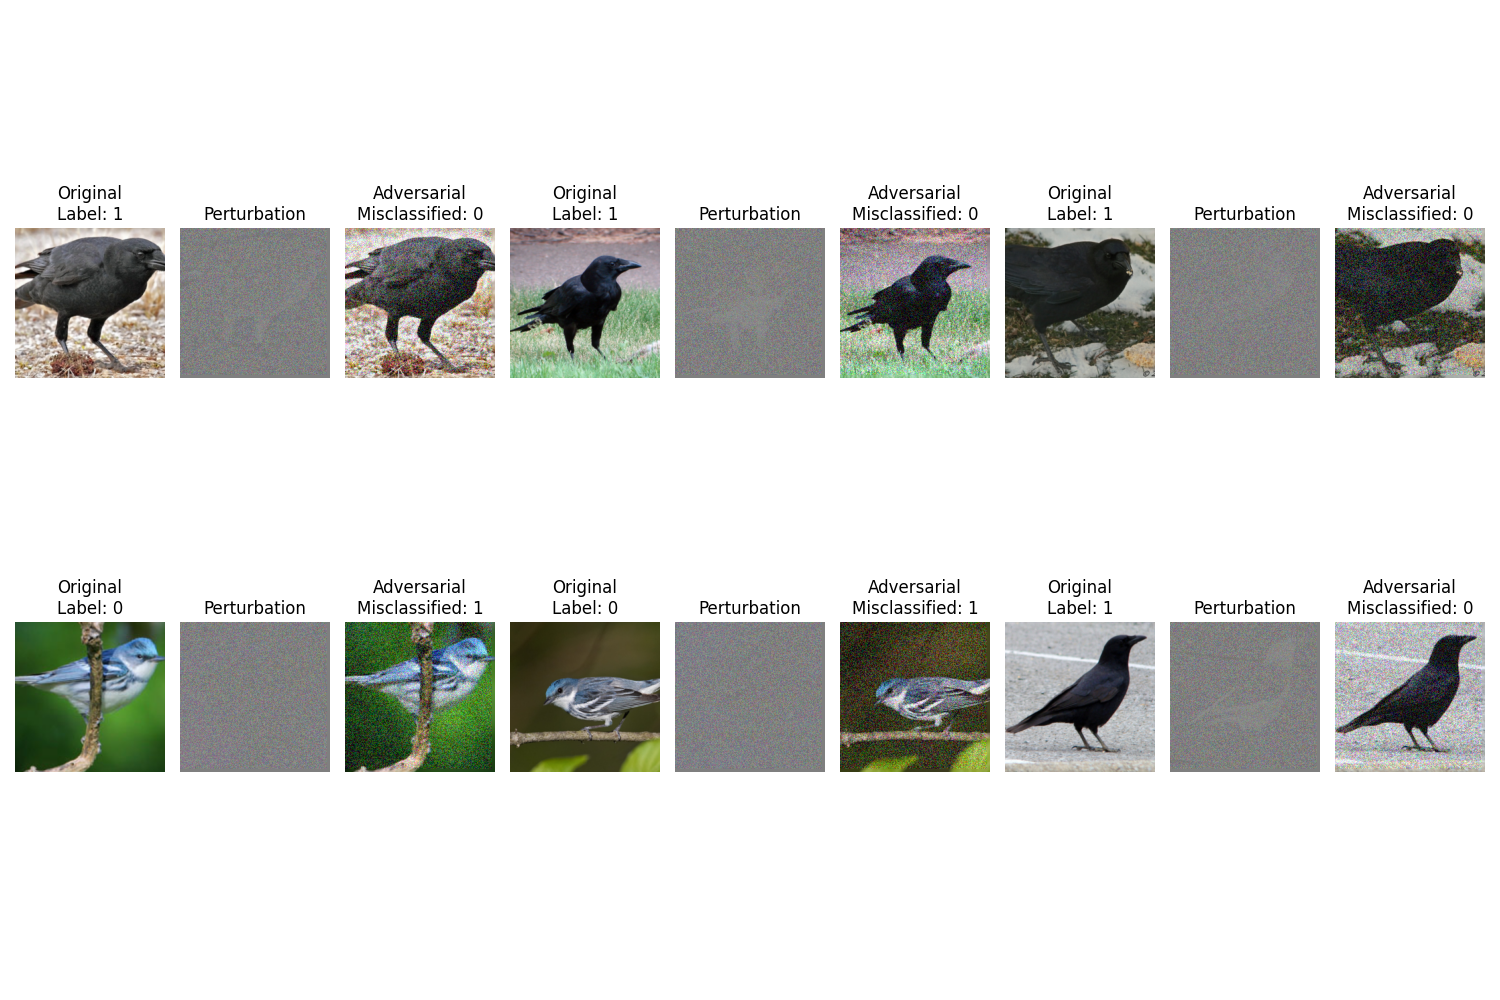 Original
Label: 1
Perturbation
Adversarial
Misclassified: 0
Original
Label: 1
Perturbation
Adversarial
Misclassified: 0
Original
Label: 1
Perturbation
Adversarial
Misclassified: 0
Original
Label: 0
Perturbation
Adversarial
Misclassified: 1
Original
Label: 0
Perturbation
Adversarial
Misclassified: 1
Original
Label: 1
Perturbation
Adversarial
Misclassified: 0